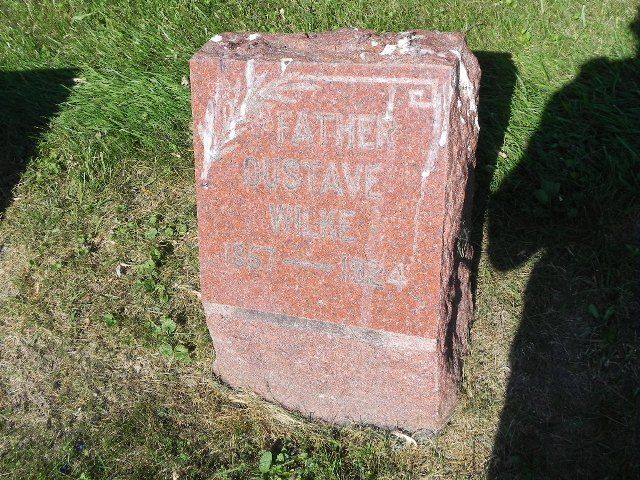 FATHER
GUSTAVE
WILKE
1857 — 1924